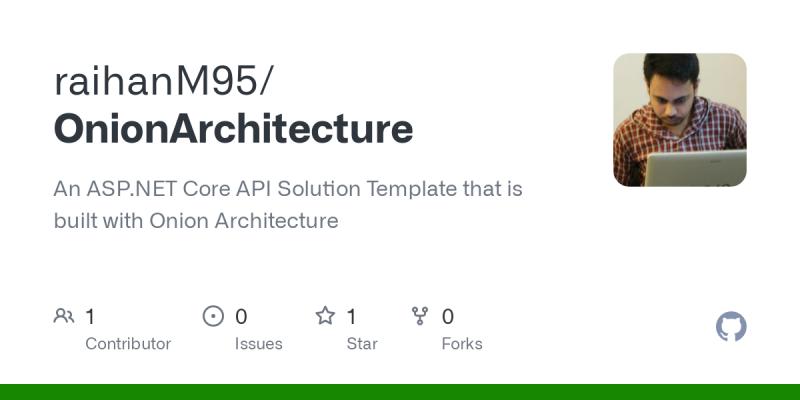 raihanM95/
OnionArchitecture
An ASP.NET Core API Solution Template that is
built with Onion Architecture
1 0 1 0
Contributor Issues Star Forks